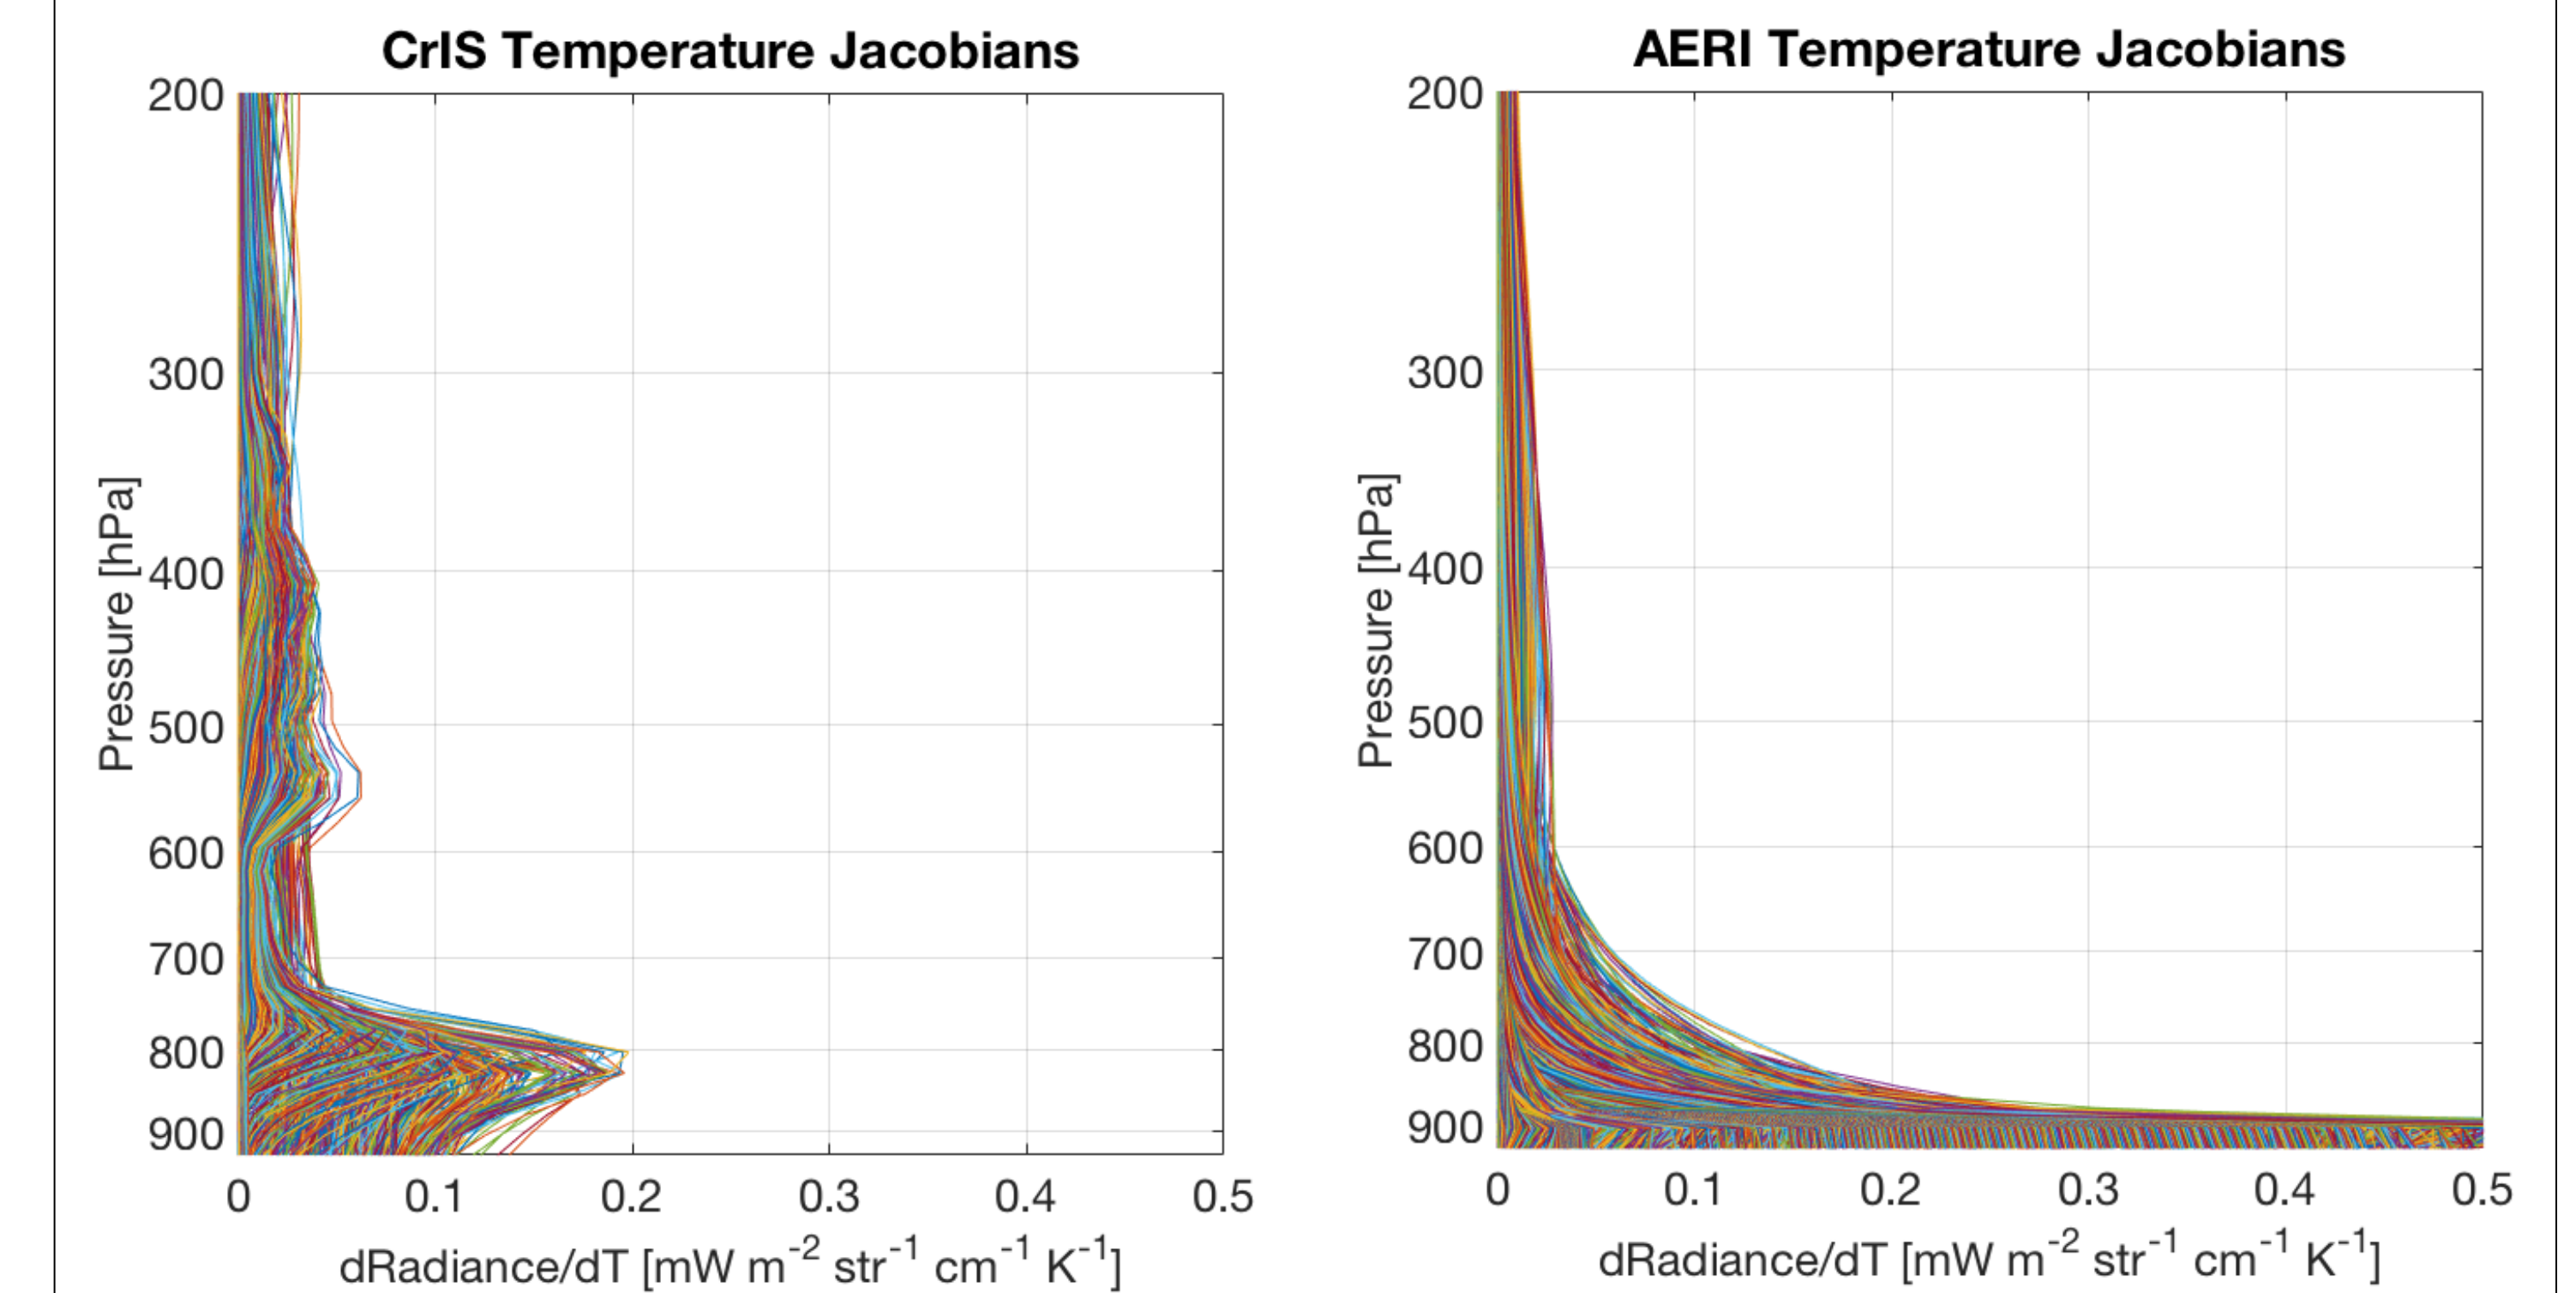 CrIS Temperature Jacobians
200
300
400
500
600
700
800
900
Pressure [hPa]
0 0.1 0.2 0.3 0.4 0.5
dRadiance/dT [mW m⁻² str⁻¹ cm⁻¹ K⁻¹]
AERI Temperature Jacobians
200
300
400
500
600
700
800
900
Pressure [hPa]
0 0.1 0.2 0.3 0.4 0.5
dRadiance/dT [mW m⁻² str⁻¹ cm⁻¹ K⁻¹]